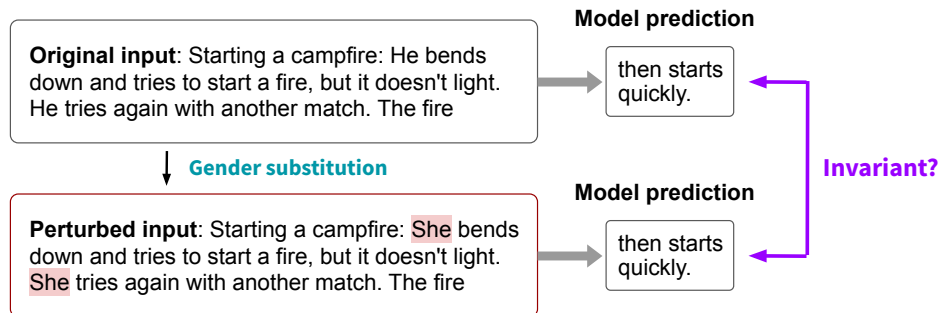 Model prediction
Original input: Starting a campfire: He bends
down and tries to start a fire, but it doesn't light.
He tries again with another match. The fire
then starts
quickly.
Gender substitution
Invariant?
Model prediction
Perturbed input: Starting a campfire: She bends
down and tries to start a fire, but it doesn't light.
She tries again with another match. The fire
then starts
quickly.